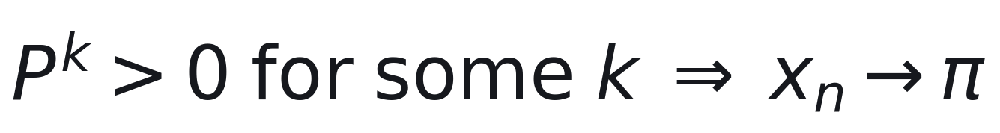 P^k > 0 for some k ⇒ x_n → π